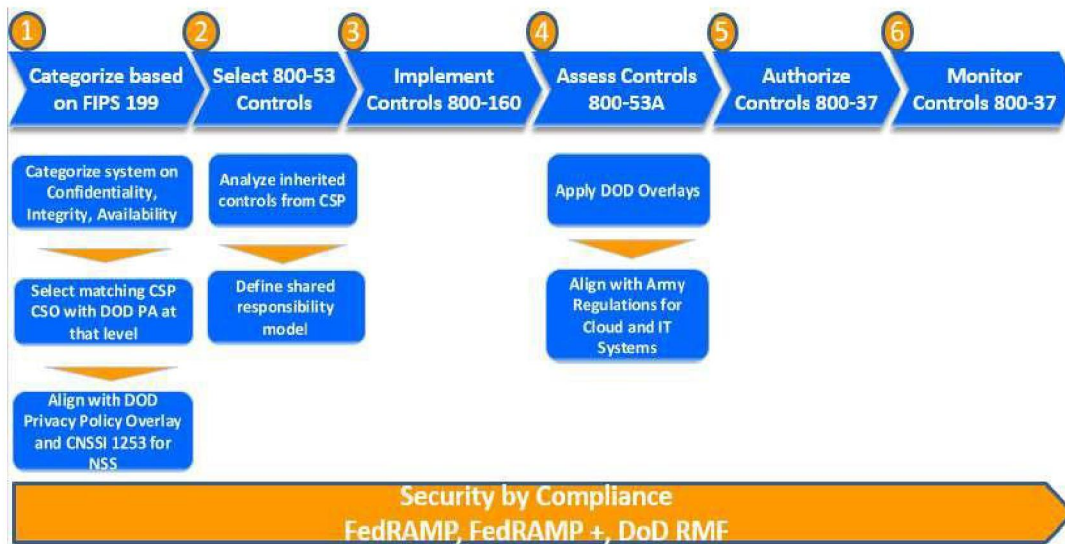 1
2
3
4
5
6
Categorize based
on FIPS 199
Select 800-53
Controls
Implement
Controls 800-160
Assess Controls
800-53A
Authorize
Controls 800-37
Monitor
Controls 800-37
Categorize system on
Confidentiality,
Integrity, Availability
Select matching CSP
CSO with DOD PA at
that level
Align with DOD
Privacy Policy Overlay
and CNSSI 1253 for
NSS
Analyze inherited
controls from CSP
Define shared
responsibility
model
Apply DOD Overlays
Align with Army
Regulations for
Cloud and IT
Systems
Security by Compliance
FedRAMP, FedRAMP +, DoD RMF